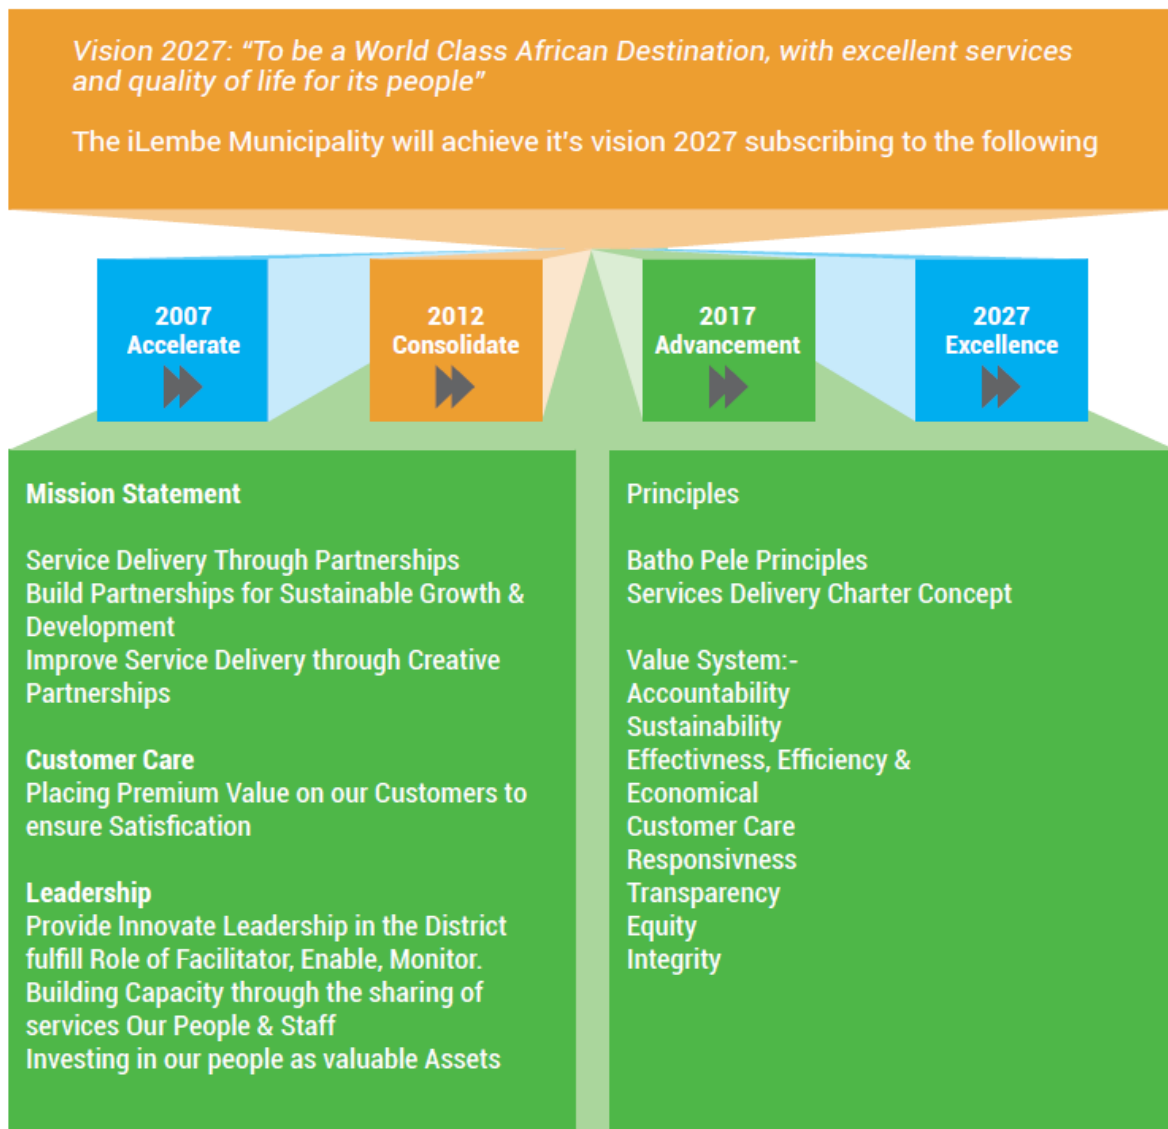 Vision 2027: “To be a World Class African Destination, with excellent services
and quality of life for its people”
The iLembe Municipality will achieve it's vision 2027 subscribing to the following
2007
Accelerate
2012
Consolidate
2017
Advancement
2027
Excellence
Mission Statement
Service Delivery Through Partnerships
Build Partnerships for Sustainable Growth &
Development
Improve Service Delivery through Creative
Partnerships
Customer Care
Placing Premium Value on our Customers to
ensure Satisfication
Leadership
Provide Innovate Leadership in the District
fulfill Role of Facilitator, Enable, Monitor.
Building Capacity through the sharing of
services Our People & Staff
Investing in our people as valuable Assets
Principles
Batho Pele Principles
Services Delivery Charter Concept
Value System:-
Accountability
Sustainability
Effectivness, Efficiency &
Economical
Customer Care
Responsivness
Transparency
Equity
Integrity